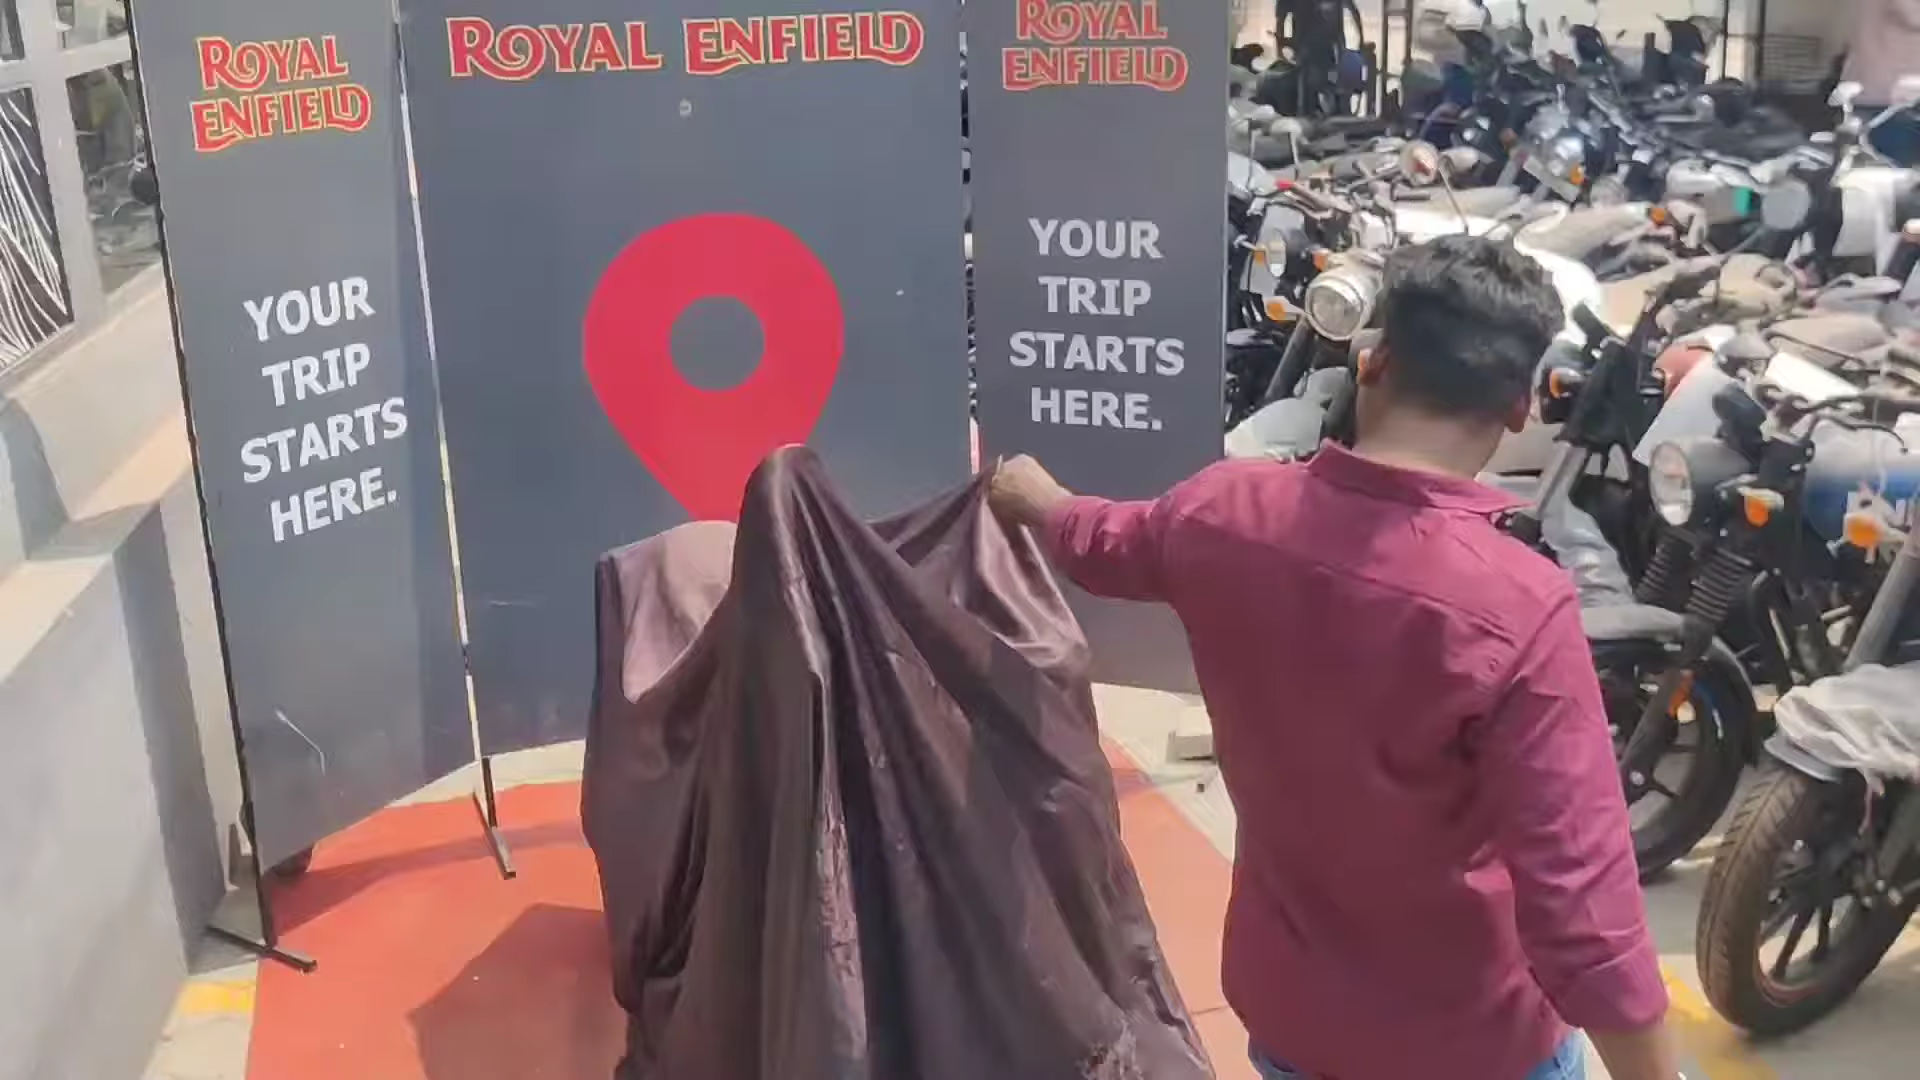 ROYAL
ENFIELD
YOUR
TRIP
STARTS
HERE.
ROYAL ENFIELD
ROYAL
ENFIELD
YOUR
TRIP
STARTS
HERE.